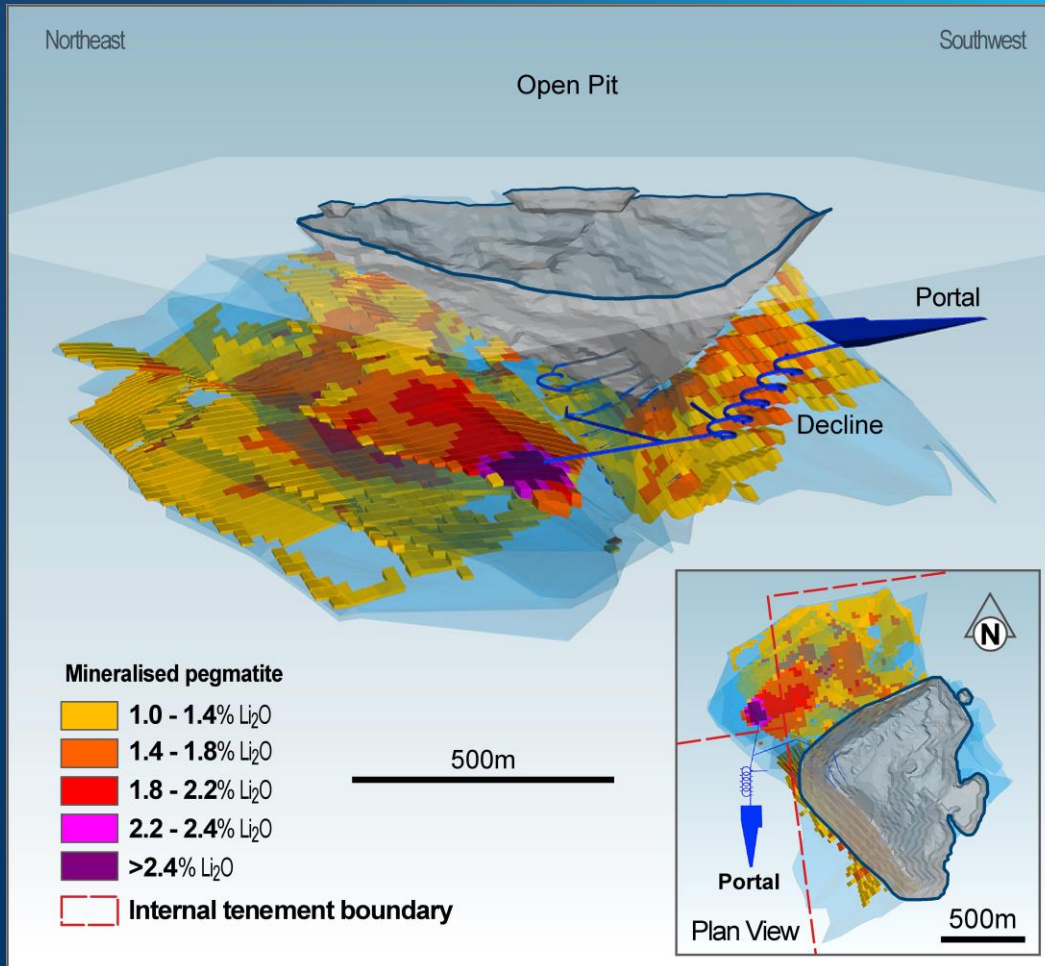 Northeast
Southwest
Open Pit
Portal
Decline
Mineralised pegmatite
1.0 - 1.4% Li₂O
1.4 - 1.8% Li₂O
1.8 - 2.2% Li₂O
2.2 - 2.4% Li₂O
>2.4% Li₂O
Internal tenement boundary
500m
N
Portal
Plan View
500m